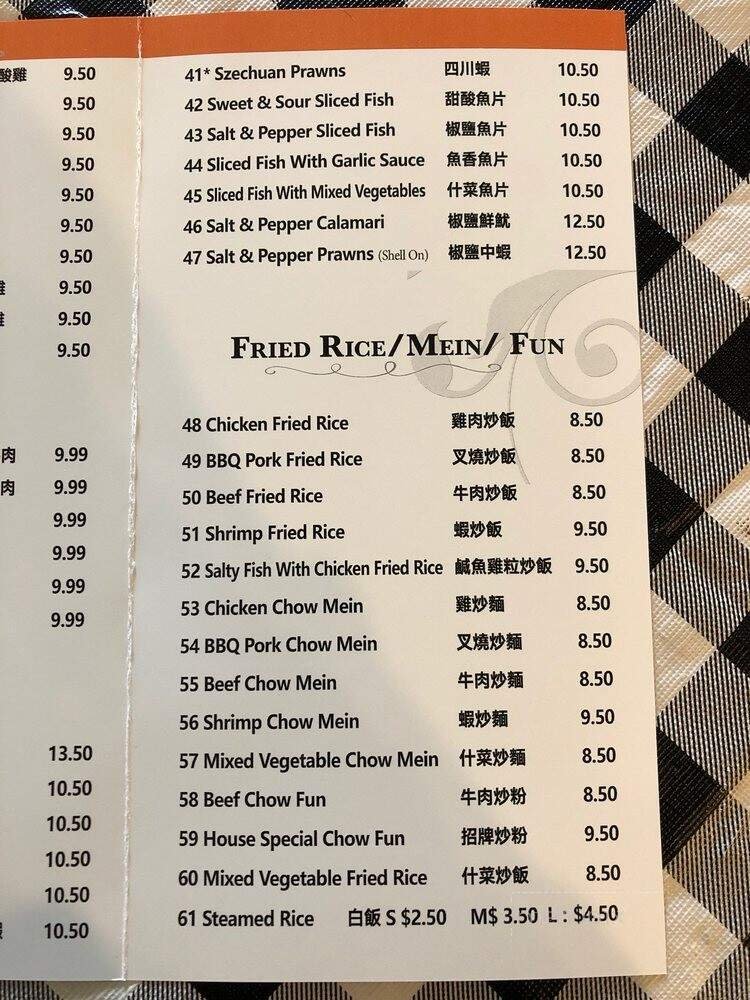 酸雞 9.50
9.50
9.50
9.50
9.50
9.50
9.50
9.50
9.50
9.50
肉 9.99
肉 9.99
9.99
9.99
9.99
9.99
13.50
10.50
10.50
10.50
10.50
10.50
41* Szechuan Prawns 四川蝦 10.50
42 Sweet & Sour Sliced Fish 甜酸魚片 10.50
43 Salt & Pepper Sliced Fish 椒鹽魚片 10.50
44 Sliced Fish With Garlic Sauce 魚香魚片 10.50
45 Sliced Fish With Mixed Vegetables 什菜魚片 10.50
46 Salt & Pepper Calamari 椒鹽鮮魷 12.50
47 Salt & Pepper Prawns (Shell On) 椒鹽中蝦 12.50
FRIED RICE/MEIN/ FUN
48 Chicken Fried Rice 雞肉炒飯 8.50
49 BBQ Pork Fried Rice 叉燒炒飯 8.50
50 Beef Fried Rice 牛肉炒飯 8.50
51 Shrimp Fried Rice 蝦炒飯 9.50
52 Salty Fish With Chicken Fried Rice 鹹魚雞粒炒飯 9.50
53 Chicken Chow Mein 雞炒麵 8.50
54 BBQ Pork Chow Mein 叉燒炒麵 8.50
55 Beef Chow Mein 牛肉炒麵 8.50
56 Shrimp Chow Mein 蝦炒麵 9.50
57 Mixed Vegetable Chow Mein 什菜炒麵 8.50
58 Beef Chow Fun 牛肉炒粉 8.50
59 House Special Chow Fun 招牌炒粉 9.50
60 Mixed Vegetable Fried Rice 什菜炒飯 8.50
61 Steamed Rice 白飯 S $2.50 M$ 3.50 L : $4.50